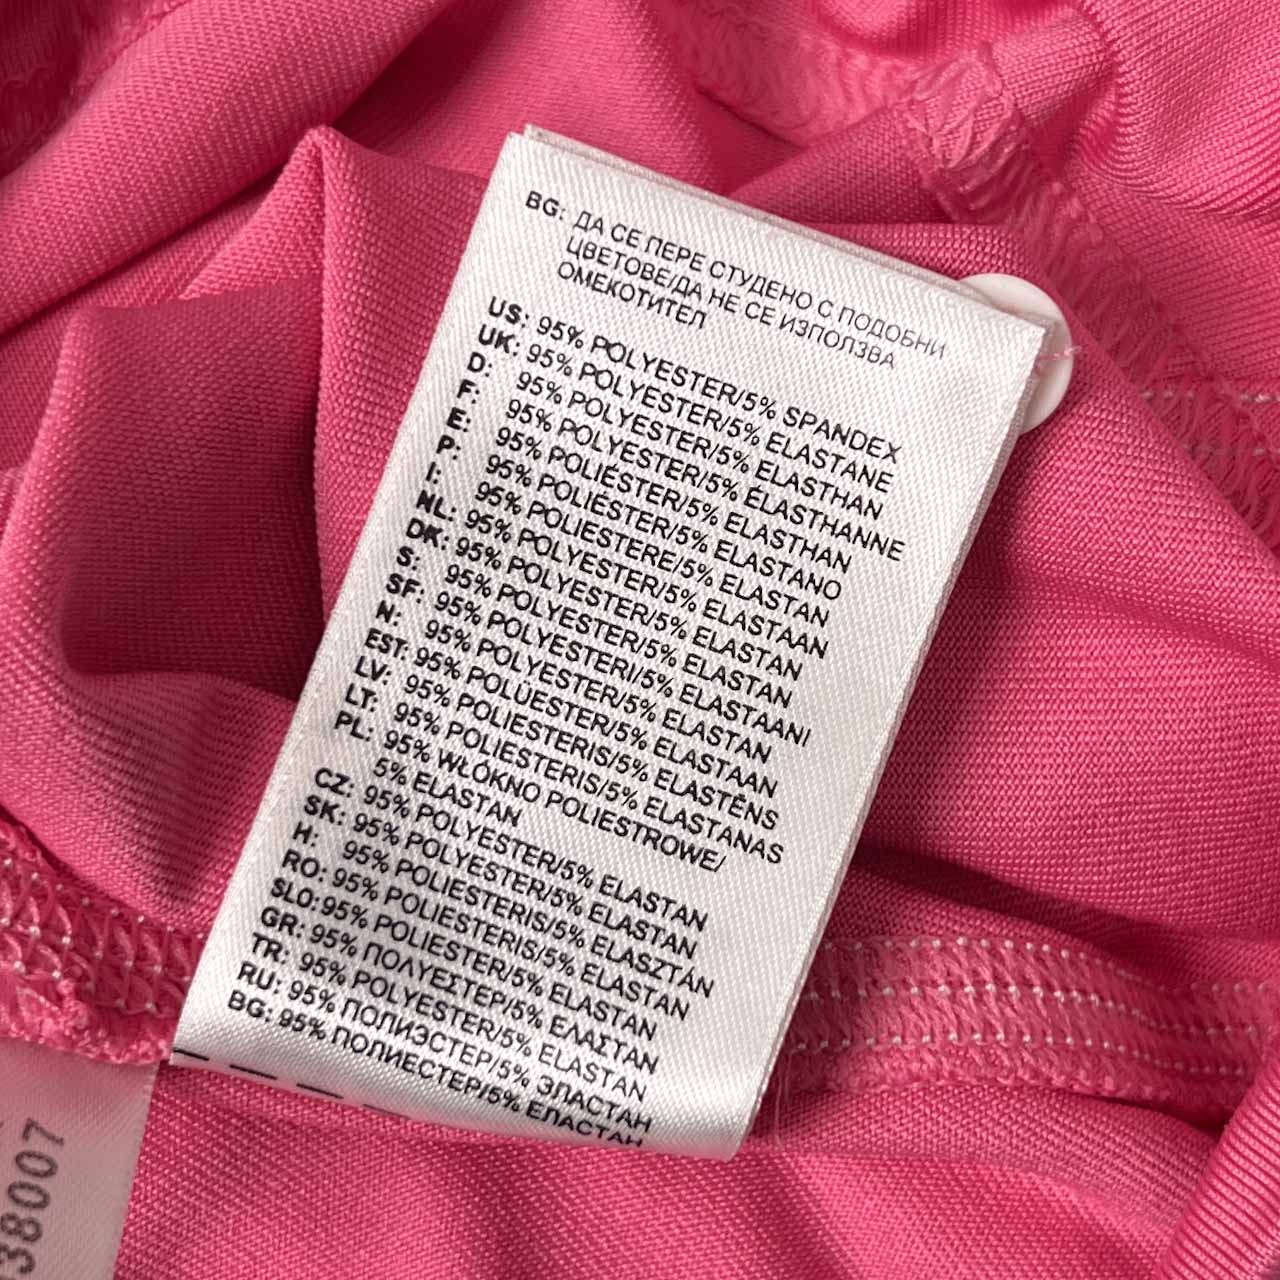 BG: ДА СЕ ПЕРЕ СТУДЕНО С ПОДОБНИ
ЦВЕТОВЕ/ДА НЕ СЕ ИЗПОЛЗВА
ОМЕКОТИТЕЛ
US: 95% POLYESTER/5% SPANDEX
UK: 95% POLYESTER/5% ELASTANE
D: 95% POLYESTER/5% ELASTHAN
F: 95% POLYESTER/5% ÉLASTHANNE
E: 95% POLIÉSTER/5% ELASTHAN
P: 95% POLIÉSTER/5% ELASTANO
I: 95% POLIESTERE/5% ELASTAN
NL: 95% POLYESTER/5% ELASTAAN
DK: 95% POLYESTER/5% ELASTAN
S: 95% POLYESTER/5% ELASTAN
SF: 95% POLYESTERI/5% ELASTAANI
N: 95% POLYESTER/5% ELASTAN
EST: 95% POLÜESTER/5% ELASTAAN
LV: 95% POLIESTERIS/5% ELASTĒNS
LT: 95% POLIESTERIS/5% ELASTANAS
PL: 95% WŁÓKNO POLIESTROWE/
5% ELASTAN
CZ: 95% POLYESTER/5% ELASTAN
SK: 95% POLYESTER/5% ELASTAN
H: 95% POLIESTERIS/5% ELASZTÁN
RO: 95% POLIESTERIS/5% ELASTAN
SLO:95% POLIESTER/5% ELASTAN
GR: 95% ΠΟΛΥΕΣΤΕΡ/5% ΕΛΑΣΤΑΝ
TR: 95% POLYESTER/5% ELASTAN
RU: 95% ПОЛИЭСТЕР/5% ЭЛАСТАН
BG: 95% ПОЛИЕСТЕР/5% ЕЛАСТАН
38007